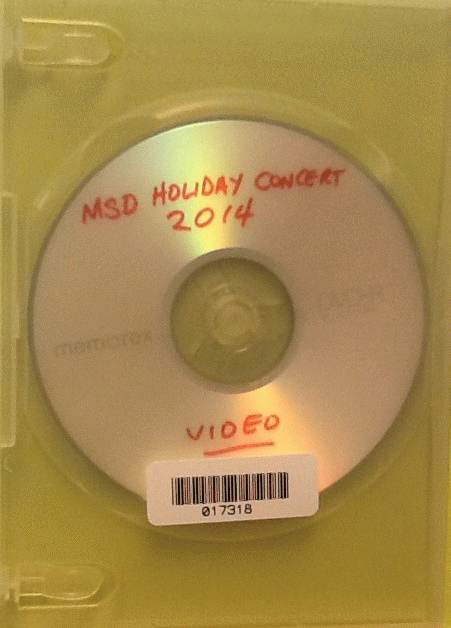 MSD HOLIDAY CONCERT
2014
memorex DVD-R
VIDEO
017318